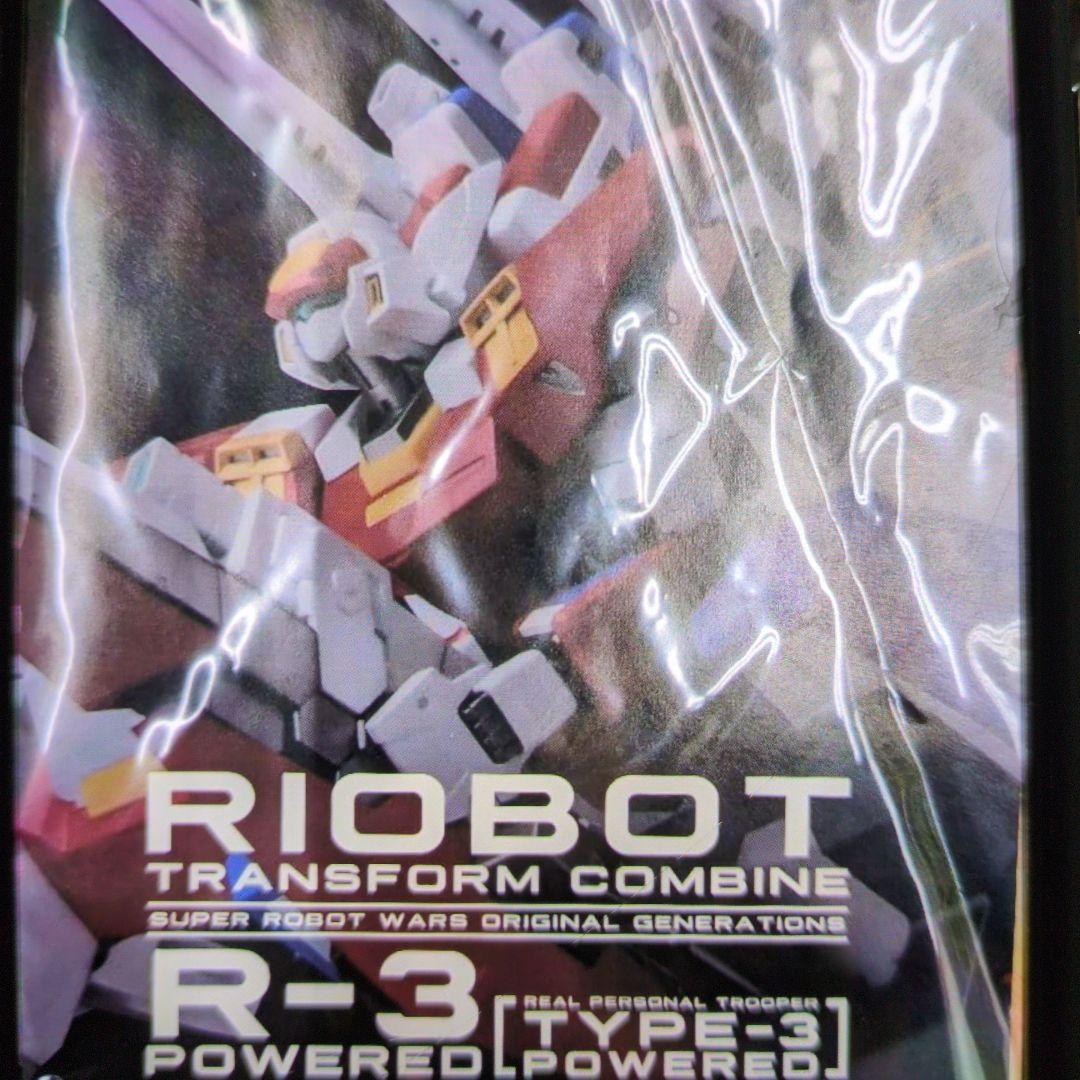 RIOBOT
TRANSFORM COMBINE
SUPER ROBOT WARS ORIGINAL GENERATIONS
R-3
POWERED
[REAL PERSONAL TROOPER
TYPE-3
POWERED]